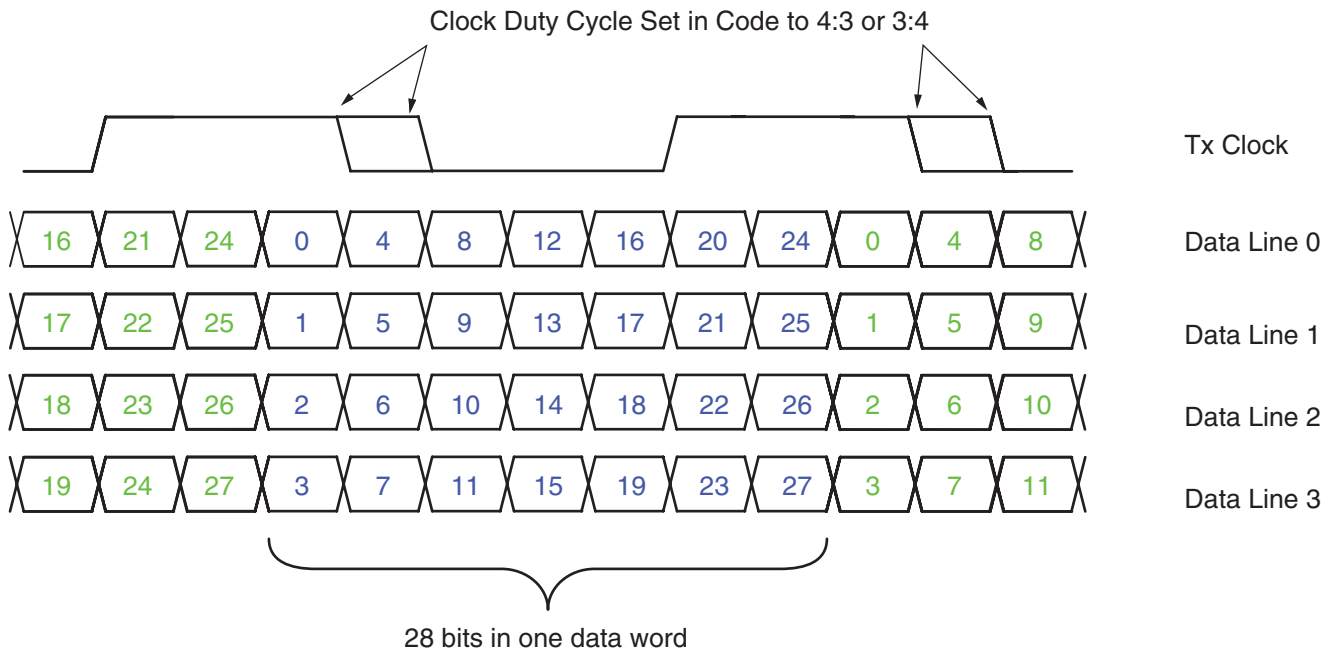 Clock Duty Cycle Set in Code to 4:3 or 3:4
Tx Clock
16 21 24 0 4 8 12 16 20 24 0 4 8 Data Line 0
17 22 25 1 5 9 13 17 21 25 1 5 9 Data Line 1
18 23 26 2 6 10 14 18 22 26 2 6 10 Data Line 2
19 24 27 3 7 11 15 19 23 27 3 7 11 Data Line 3
28 bits in one data word